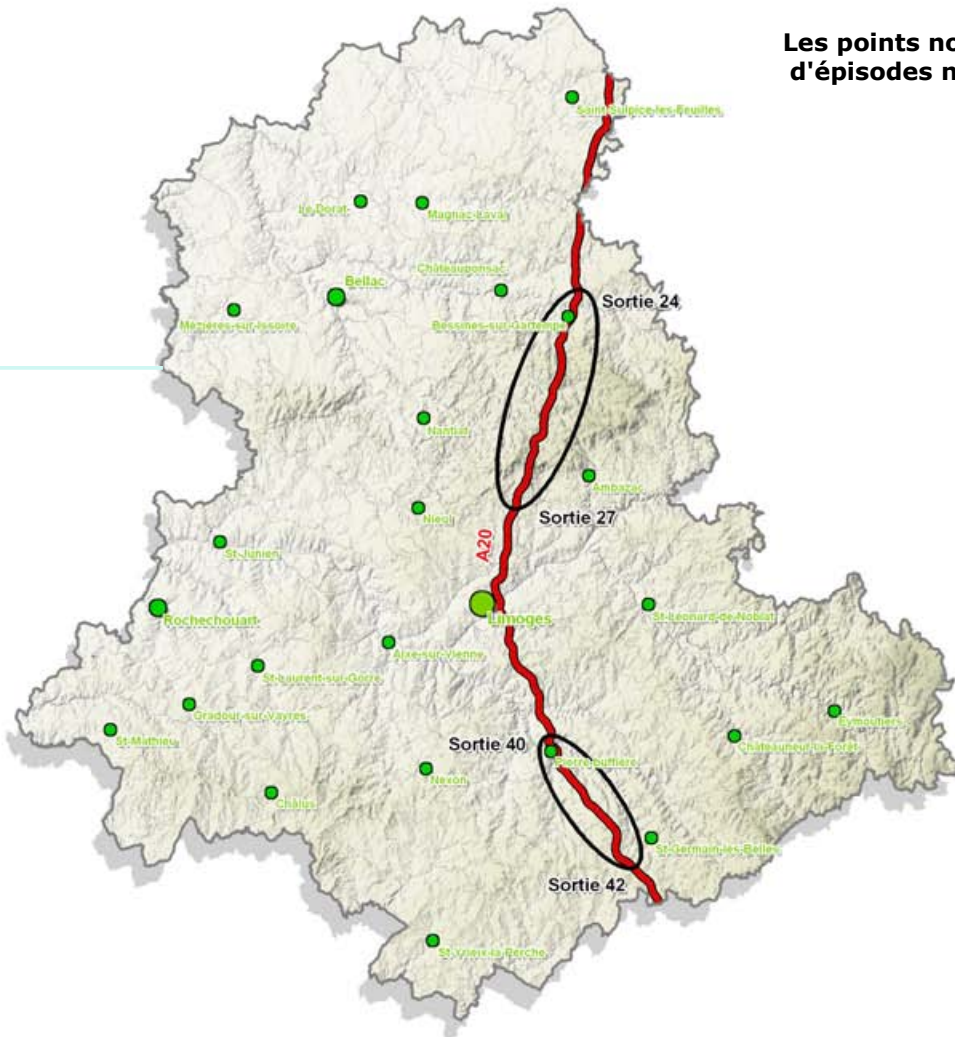 Les points no
d'épisodes n
Saint-Sulpice-les-Feuilles
Le Dorat
Magnac-Laval
Châteauponsac
Bellac
Sortie 24
Mézières-sur-Issoire
Bessines-sur-Gartempe
Nantiat
Ambazac
Nieul
Sortie 27
A20
St-Junien
Rochechouart
Limoges
St-Léonard-de-Noblat
Aixe-sur-Vienne
St-Laurent-sur-Gorre
Oradour-sur-Vayres
Eymoutiers
St-Mathieu
Sortie 40
Châteauneuf-la-Forêt
Pierre-buffière
Nexon
Châlus
St-Germain-les-Belles
Sortie 42
St-Yrieix-la-Perche